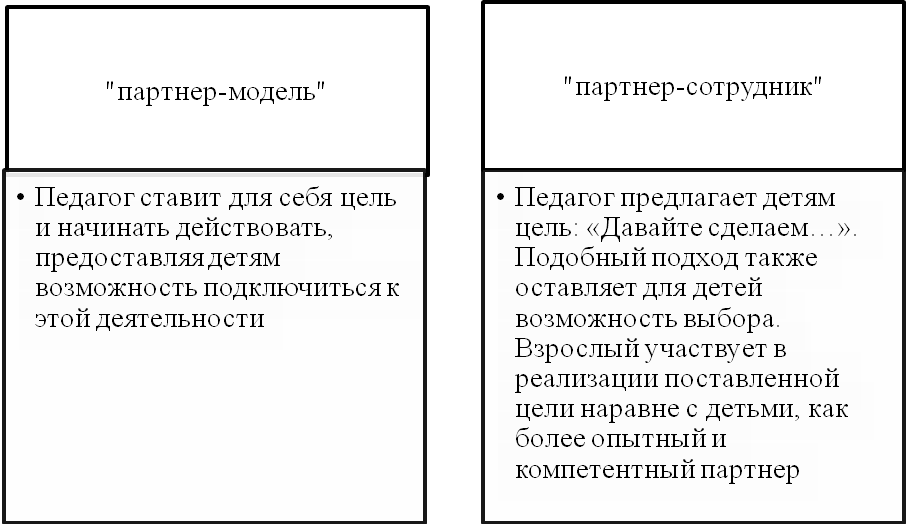 "партнер-модель"
• Педагог ставит для себя цель
и начинать действовать,
предоставляя детям
возможность подключиться к
этой деятельности
"партнер-сотрудник"
• Педагог предлагает детям
цель: «Давайте сделаем…».
Подобный подход также
оставляет для детей
возможность выбора.
Взрослый участвует в
реализации поставленной
цели наравне с детьми, как
более опытный и
компетентный партнер